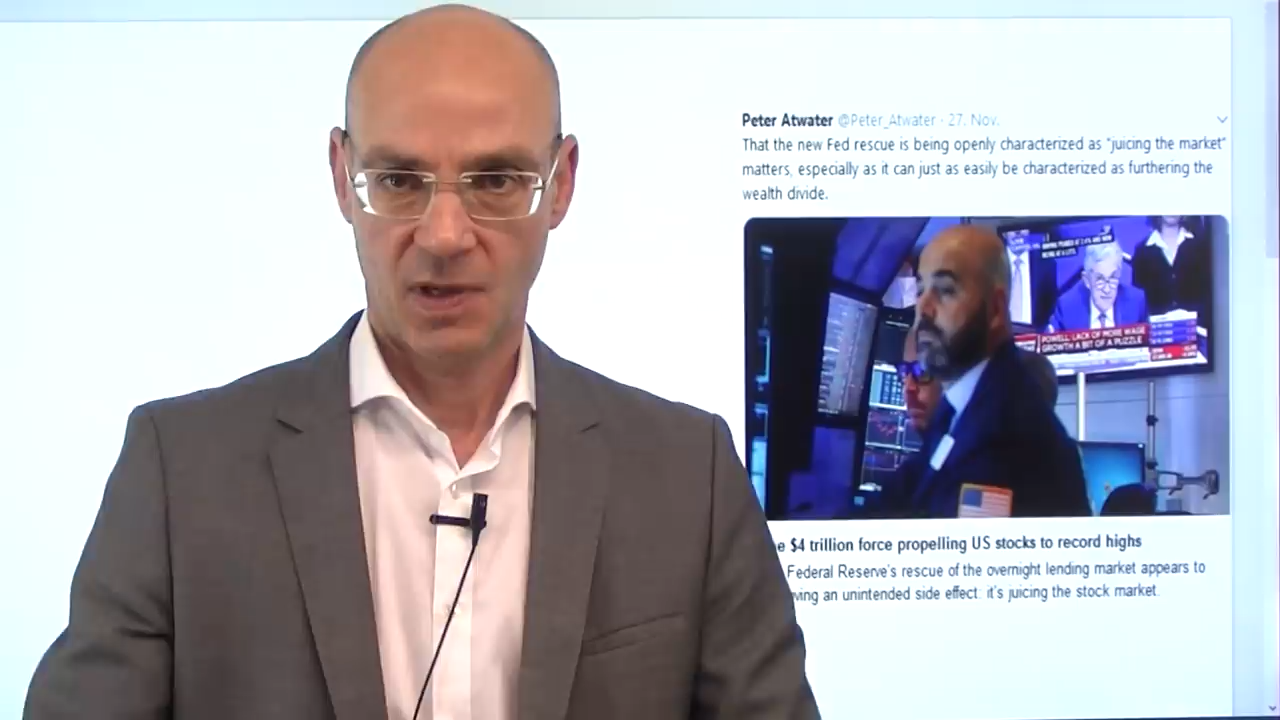 Peter Atwater @Peter_Atwater · 27. Nov.
That the new Fed rescue is being openly characterized as "juicing the market"
matters, especially as it can just as easily be characterized as furthering the
wealth divide.
POWELL: LACK OF MORE WAGE
GROWTH A BIT OF A PUZZLE
e $4 trillion force propelling US stocks to record highs
Federal Reserve's rescue of the overnight lending market appears to
ving an unintended side effect: it's juicing the stock market.